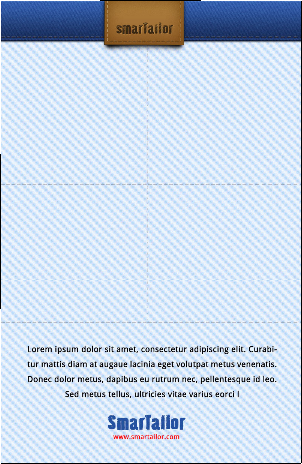 smarTailor
Lorem ipsum dolor sit amet, consectetur adipiscing elit. Curabi-
tur mattis diam at augaue lacinia eget volutpat metus venenatis.
Donec dolor metus, dapibus eu rutrum nec, pellentesque id leo.
Sed metus tellus, ultricies vitae varius eorci !
SmarTailor
www.smartailor.com